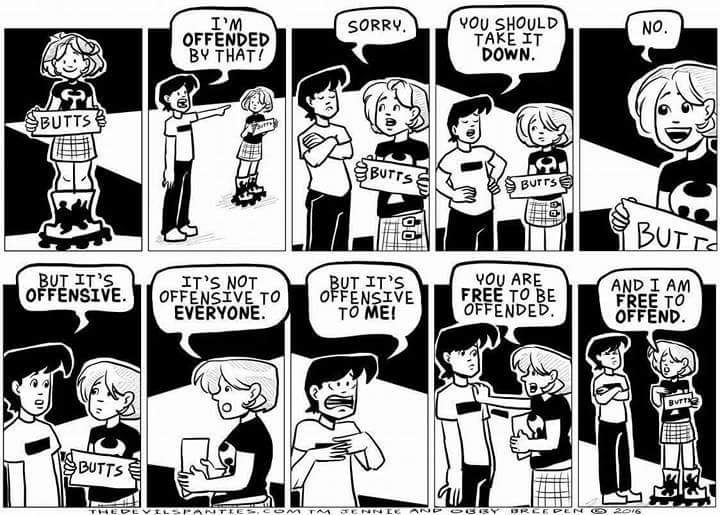 BUTTS
I'M
OFFENDED
BY THAT!
BUTTS
SORRY.
BUTTS
YOU SHOULD
TAKE IT
DOWN.
BUTTS
NO.
BUTTS
BUT IT'S
OFFENSIVE.
BUTTS
IT'S NOT
OFFENSIVE TO
EVERYONE.
BUT IT'S
OFFENSIVE
TO ME!
YOU ARE
FREE TO BE
OFFENDED.
AND I AM
FREE TO
OFFEND.
BUTTS
THEDEVILSPANTIES.COM TM JENNIE AND OBBY BREEDEN © 2016